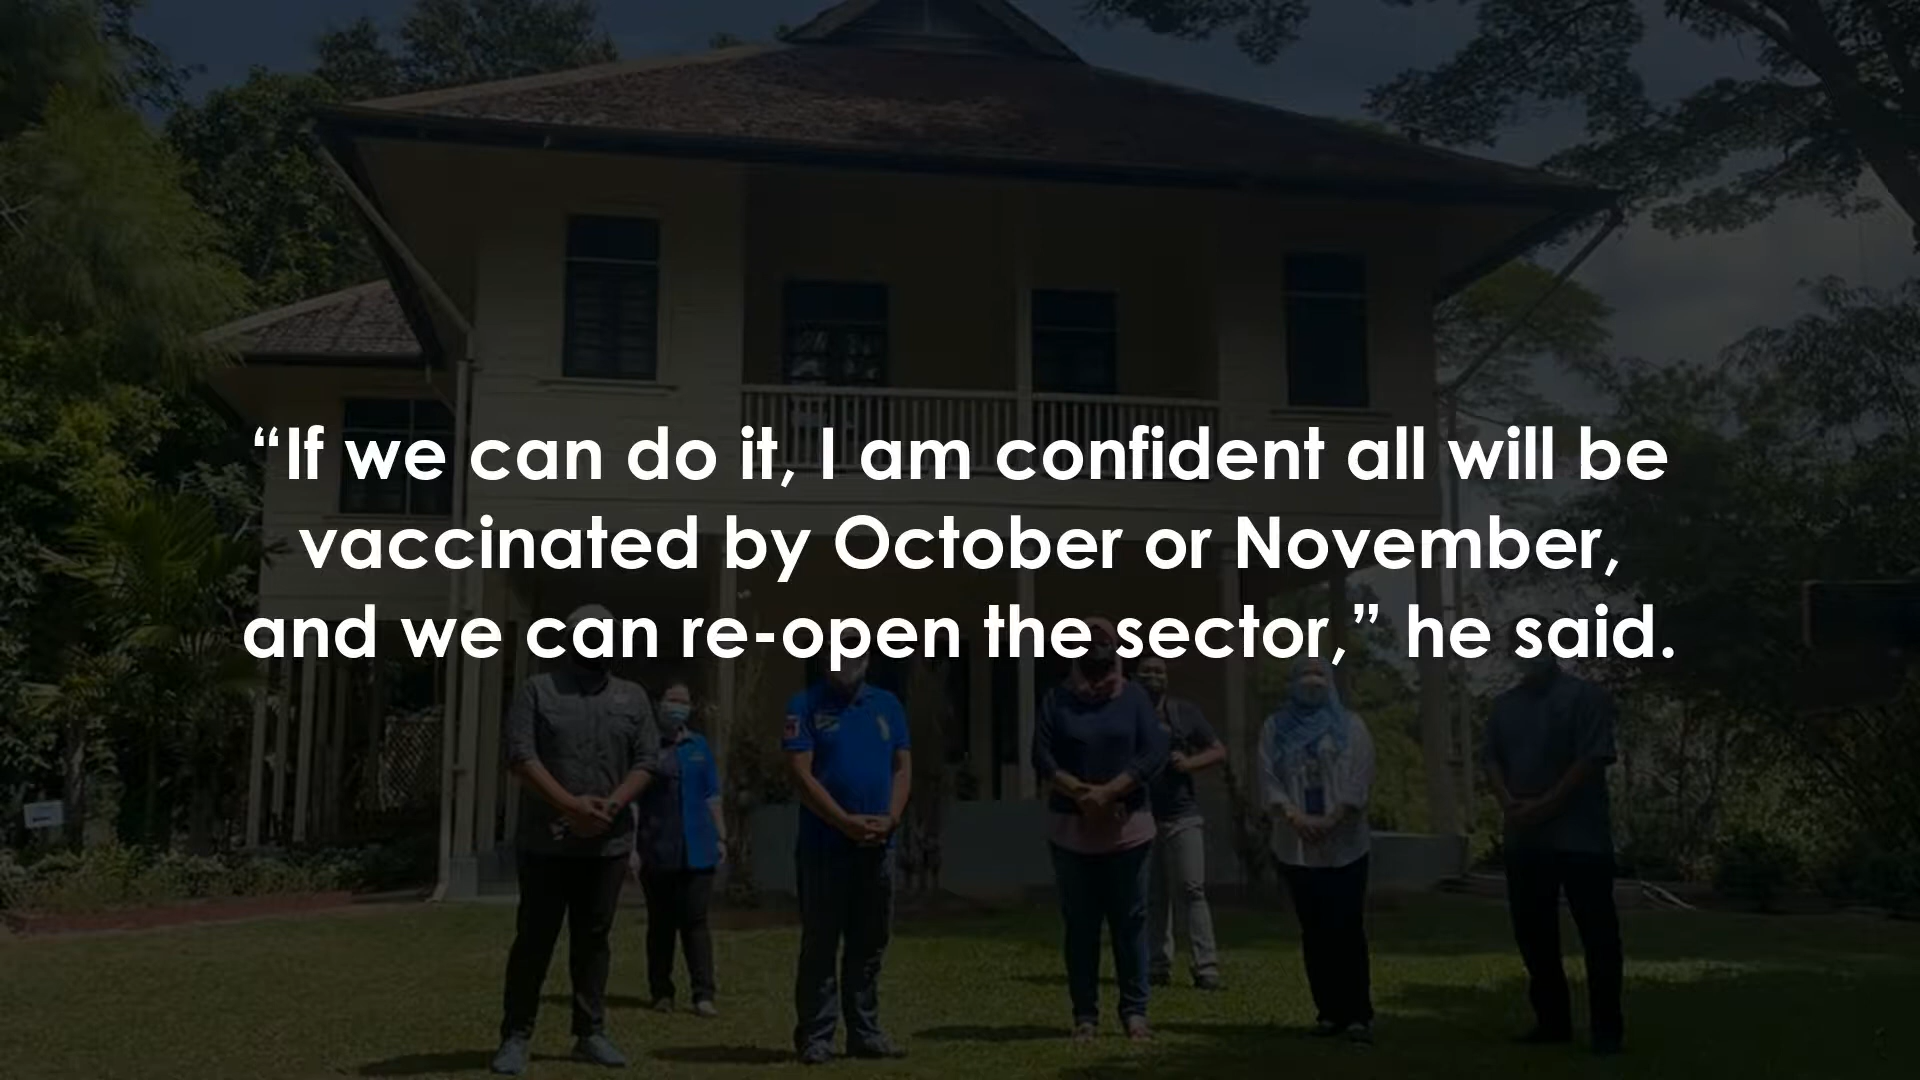 “If we can do it, I am confident all will be
vaccinated by October or November,
and we can re-open the sector,” he said.